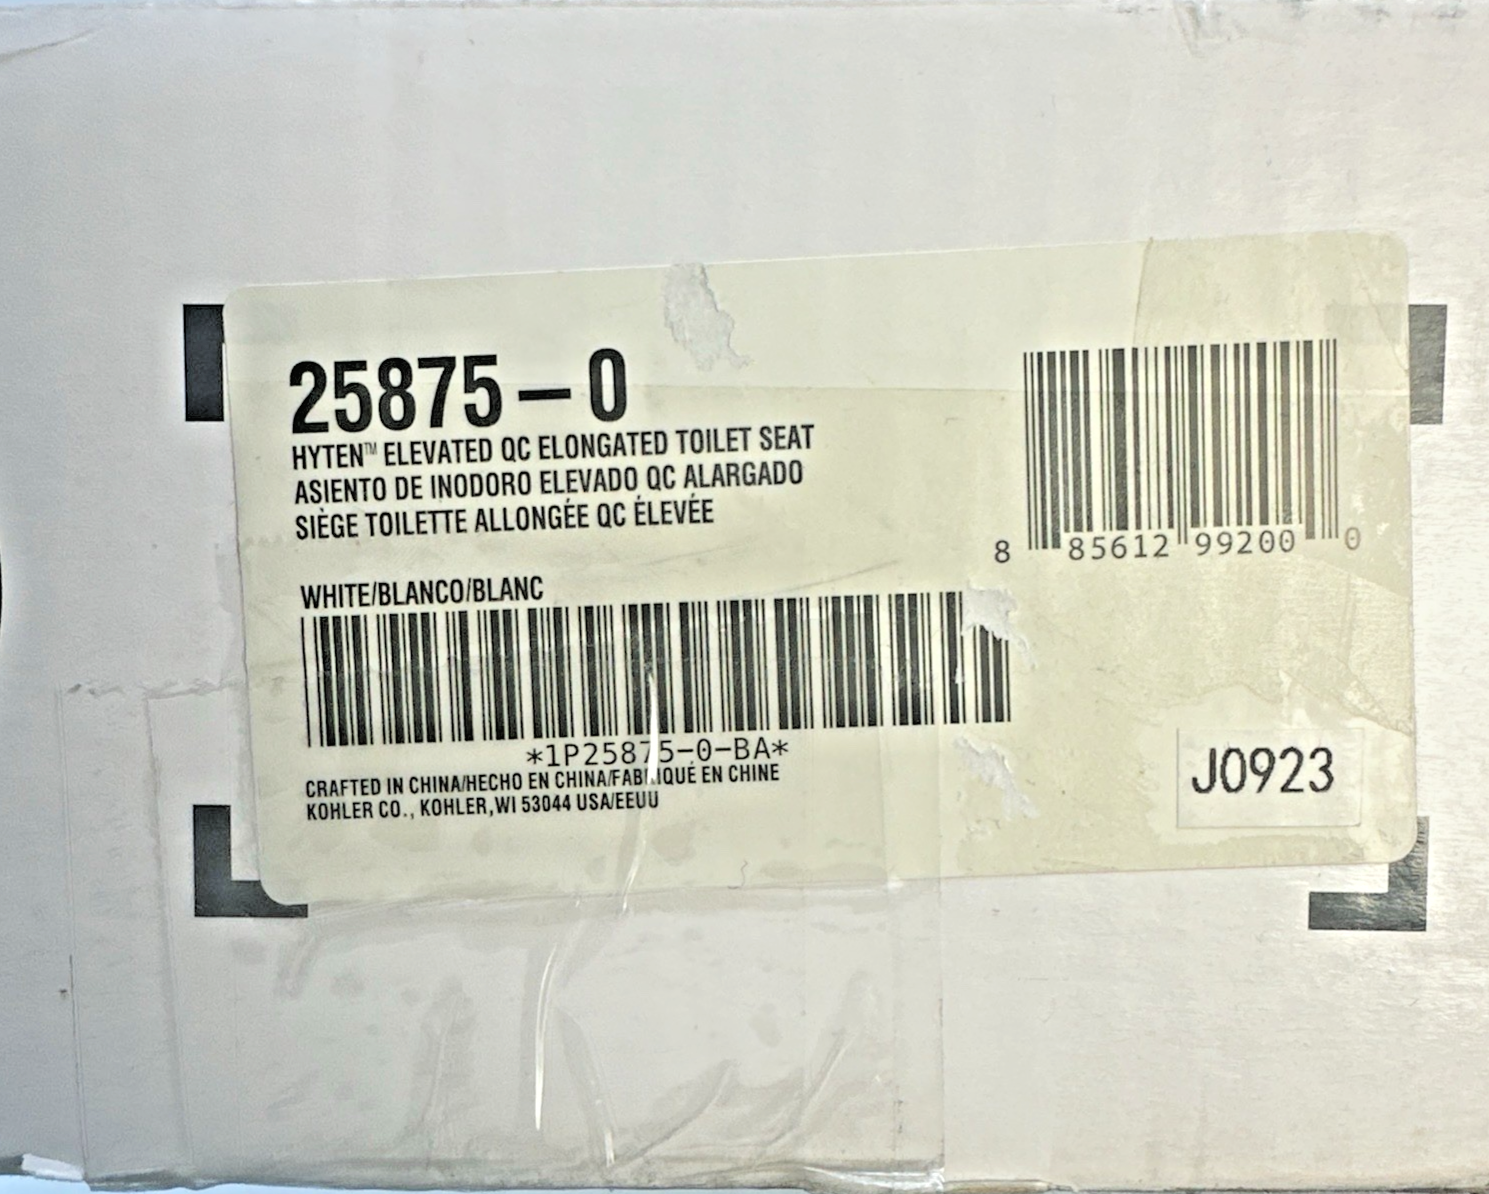 25875-0
HYTEN™ ELEVATED QC ELONGATED TOILET SEAT
ASIENTO DE INODORO ELEVADO QC ALARGADO
SIÈGE TOILETTE ALLONGÉE QC ÉLEVÉE
8 85612 99200 0
WHITE/BLANCO/BLANC
*1P25875-0-BA*
CRAFTED IN CHINA/HECHO EN CHINA/FABRIQUÉ EN CHINE
KOHLER CO., KOHLER, WI 53044 USA/EEUU
J0923